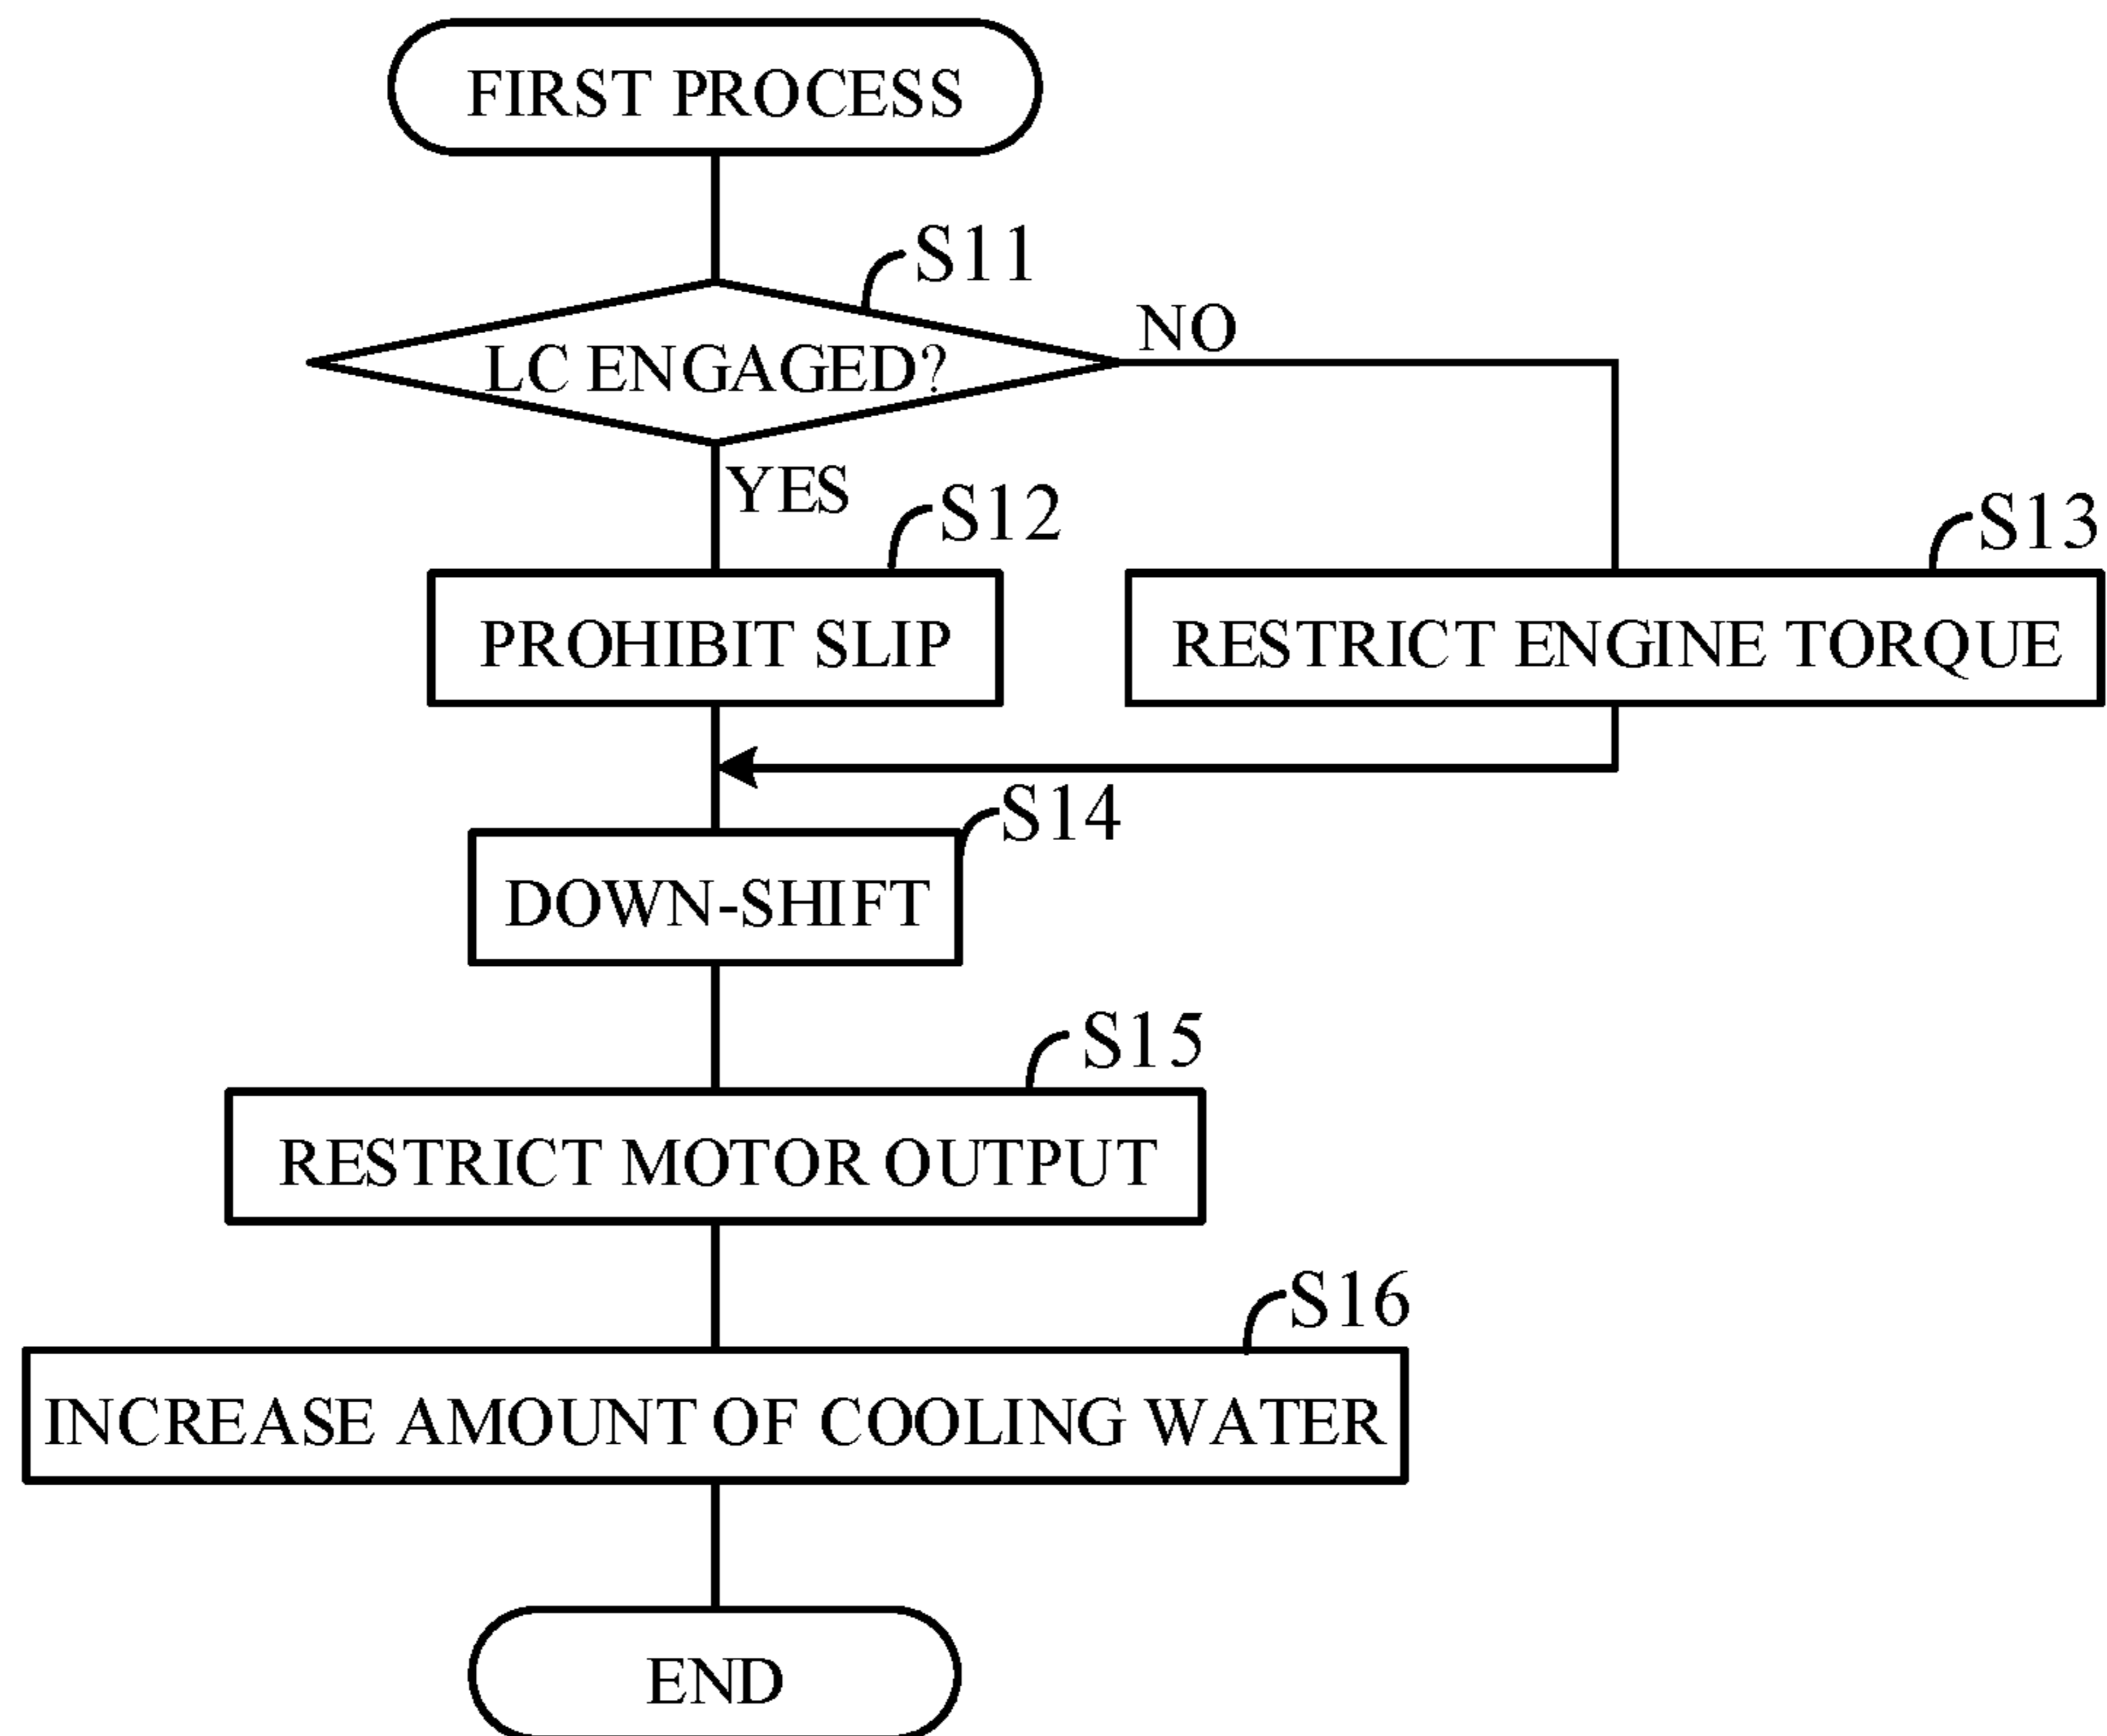 FIRST PROCESS
S11
LC ENGAGED?
NO
YES
S12
PROHIBIT SLIP
S13
RESTRICT ENGINE TORQUE
S14
DOWN-SHIFT
S15
RESTRICT MOTOR OUTPUT
S16
INCREASE AMOUNT OF COOLING WATER
END